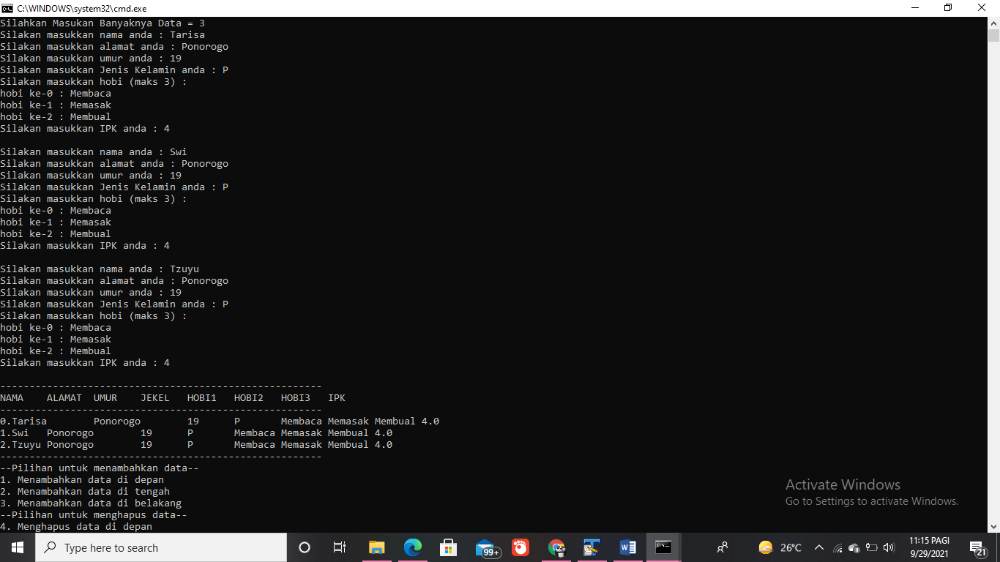 C:\WINDOWS\system32\cmd.exe
Silahkan Masukan Banyaknya Data = 3
Silakan masukkan nama anda : Tarisa
Silakan masukkan alamat anda : Ponorogo
Silakan masukkan umur anda : 19
Silakan masukkan Jenis Kelamin anda : P
Silakan masukkan hobi (maks 3) :
hobi ke-0 : Membaca
hobi ke-1 : Memasak
hobi ke-2 : Membual
Silakan masukkan IPK anda : 4
Silakan masukkan nama anda : Swi
Silakan masukkan alamat anda : Ponorogo
Silakan masukkan umur anda : 19
Silakan masukkan Jenis Kelamin anda : P
Silakan masukkan hobi (maks 3) :
hobi ke-0 : Membaca
hobi ke-1 : Memasak
hobi ke-2 : Membual
Silakan masukkan IPK anda : 4
Silakan masukkan nama anda : Tzuyu
Silakan masukkan alamat anda : Ponorogo
Silakan masukkan umur anda : 19
Silakan masukkan Jenis Kelamin anda : P
Silakan masukkan hobi (maks 3) :
hobi ke-0 : Membaca
hobi ke-1 : Memasak
hobi ke-2 : Membual
Silakan masukkan IPK anda : 4
-------------------------------------------------------
NAMA    ALAMAT  UMUR    JEKEL   HOBI1   HOBI2   HOBI3   IPK
-------------------------------------------------------
0.Tarisa        Ponorogo        19      P       Membaca Memasak Membual 4.0
1.Swi   Ponorogo        19      P       Membaca Memasak Membual 4.0
2.Tzuyu Ponorogo        19      P       Membaca Memasak Membual 4.0
-------------------------------------------------------
--Pilihan untuk menambahkan data--
1. Menambahkan data di depan
2. Menambahkan data di tengah
3. Menambahkan data di belakang
--Pilihan untuk menghapus data--
4. Menghapus data di depan
Activate Windows
Go to Settings to activate Windows.
Type here to search
99+
26°C
11:15 PAGI
9/29/2021
21